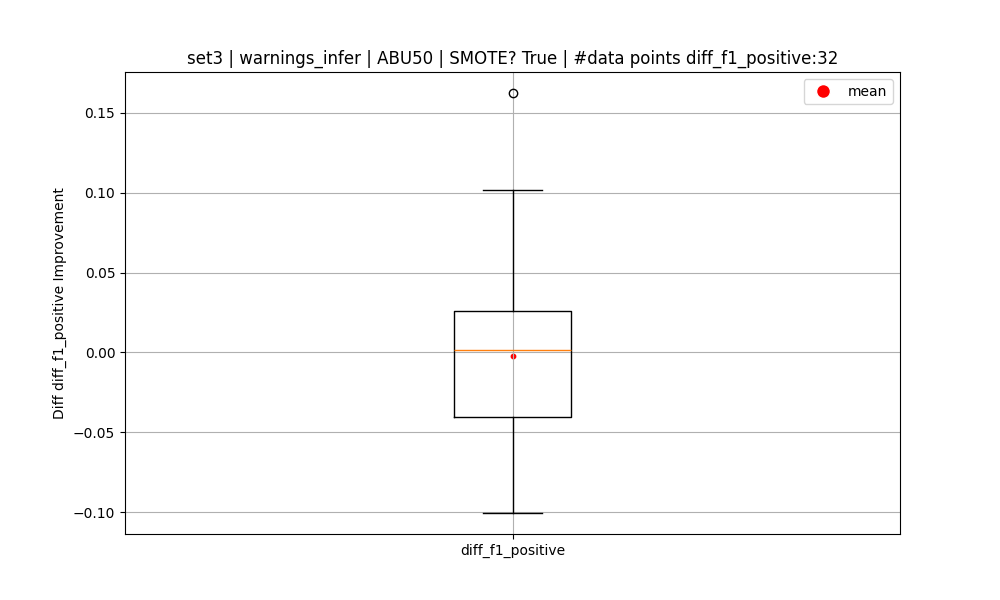 set3 | warnings_infer | ABU50 | SMOTE? True | #data points diff_f1_positive:32
mean
Diff diff_f1_positive Improvement
0.15
0.10
0.05
0.00
−0.05
−0.10
diff_f1_positive